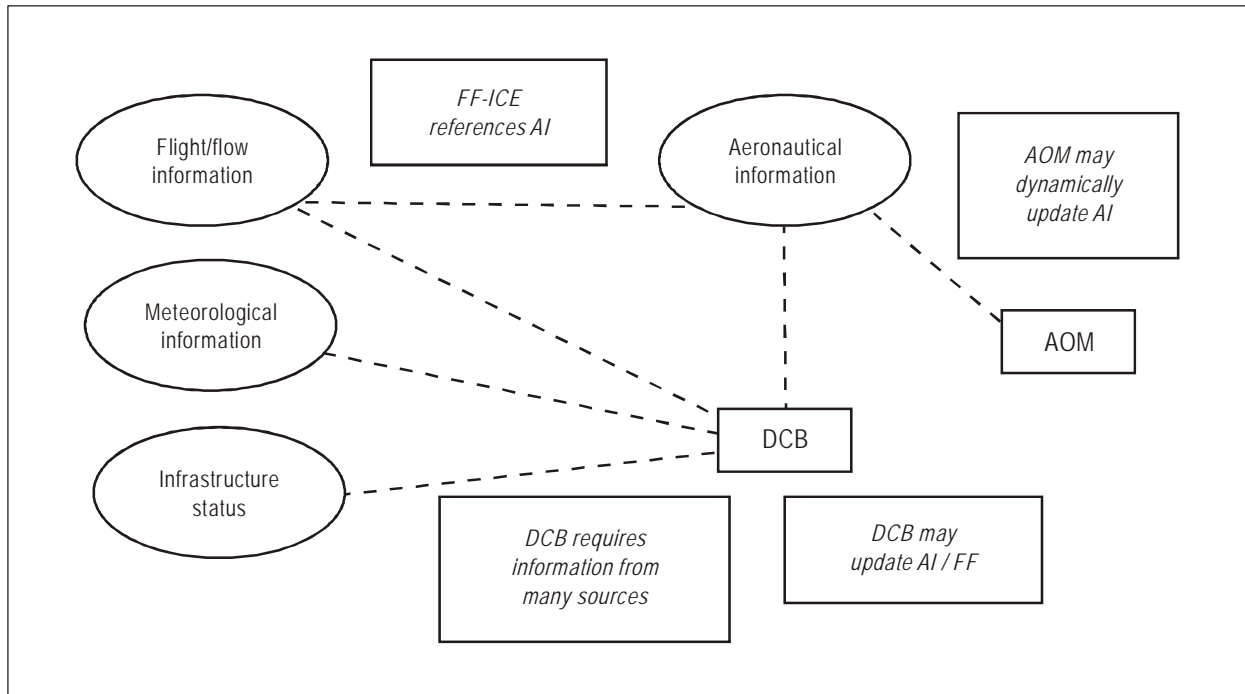 FF-ICE
references AI
Flight/flow
information
Aeronautical
information
AOM may
dynamically
update AI
Meteorological
information
AOM
DCB
Infrastructure
status
DCB requires
information from
many sources
DCB may
update AI / FF